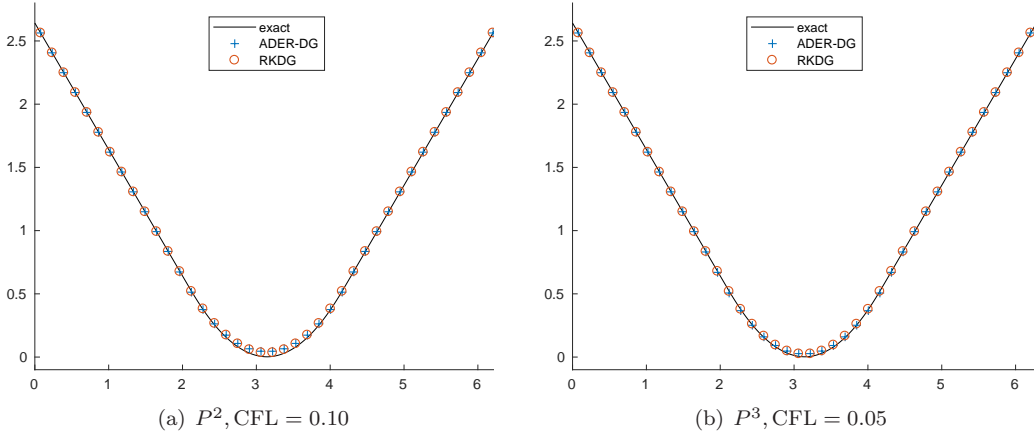 exact
ADER-DG
RKDG
2.5
2
1.5
1
0.5
0
0 1 2 3 4 5 6
(a) P², CFL = 0.10
exact
ADER-DG
RKDG
2.5
2
1.5
1
0.5
0
0 1 2 3 4 5 6
(b) P³, CFL = 0.05